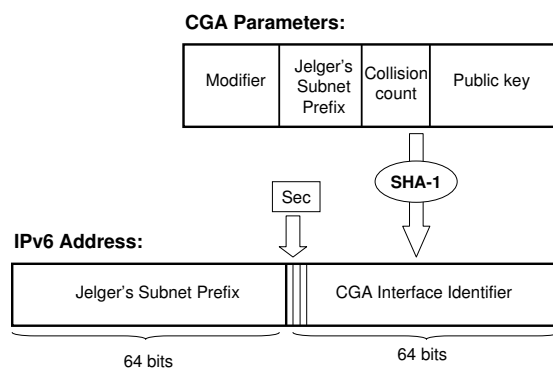 CGA Parameters:
Modifier
Jelger's
Subnet
Prefix
Collision
count
Public key
SHA-1
Sec
IPv6 Address:
Jelger's Subnet Prefix
CGA Interface Identifier
64 bits
64 bits